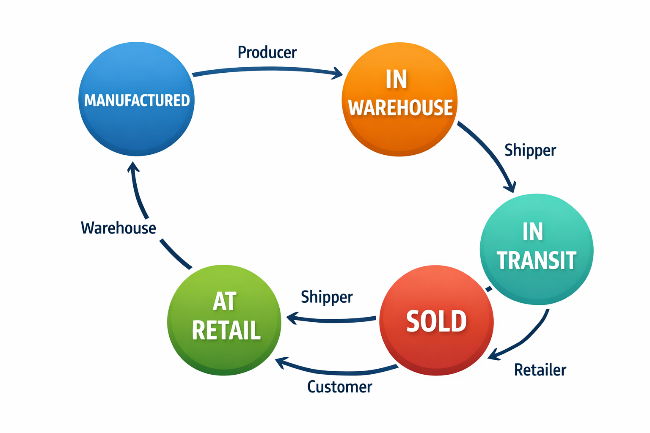 Producer
MANUFACTURED
IN
WAREHOUSE
Shipper
Warehouse
IN
TRANSIT
AT
RETAIL
Shipper
SOLD
Retailer
Customer